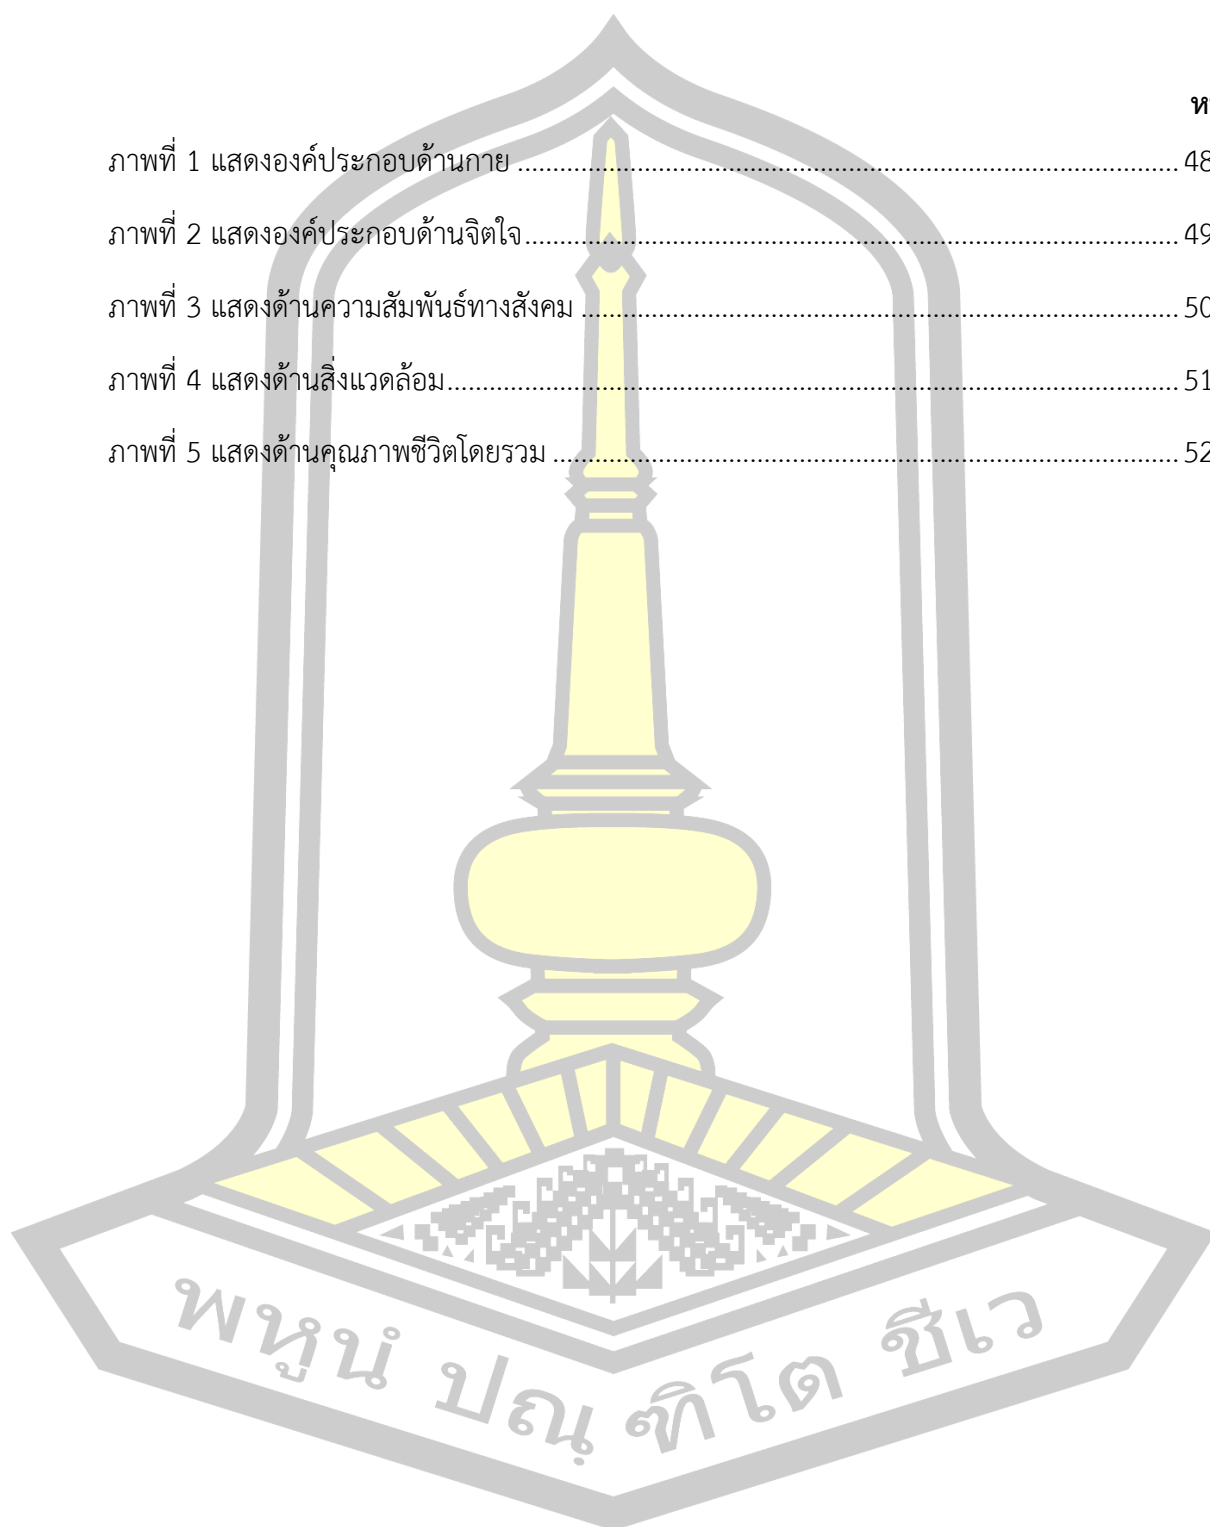 ภาพที่ 1 แสดงองค์ประกอบด้านกาย ........................................................................................... 48
ภาพที่ 2 แสดงองค์ประกอบด้านจิตใจ ........................................................................................... 49
ภาพที่ 3 แสดงด้านความสัมพันธ์ทางสังคม ................................................................................... 50
ภาพที่ 4 แสดงด้านสิ่งแวดล้อม ...................................................................................................... 51
ภาพที่ 5 แสดงด้านคุณภาพชีวิตโดยรวม ....................................................................................... 52
พหูนํ ปณฺฑิโต ชีเว